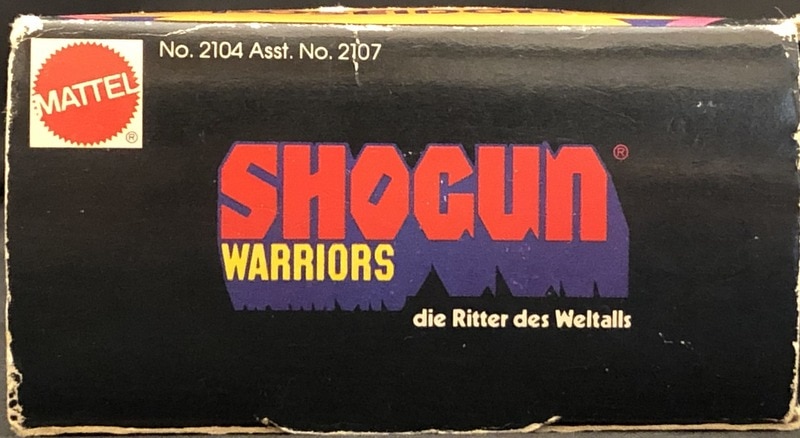 MATTEL ®
No. 2104 Asst. No. 2107
SHOGUN ®
WARRIORS
die Ritter des Weltalls